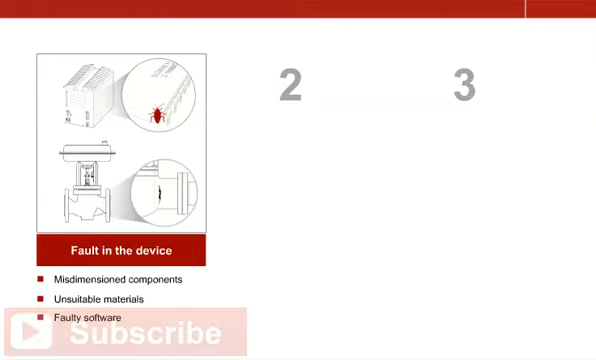 2
3
Fault in the device
Misdimensioned components
Unsuitable materials
Faulty software
Subscribe